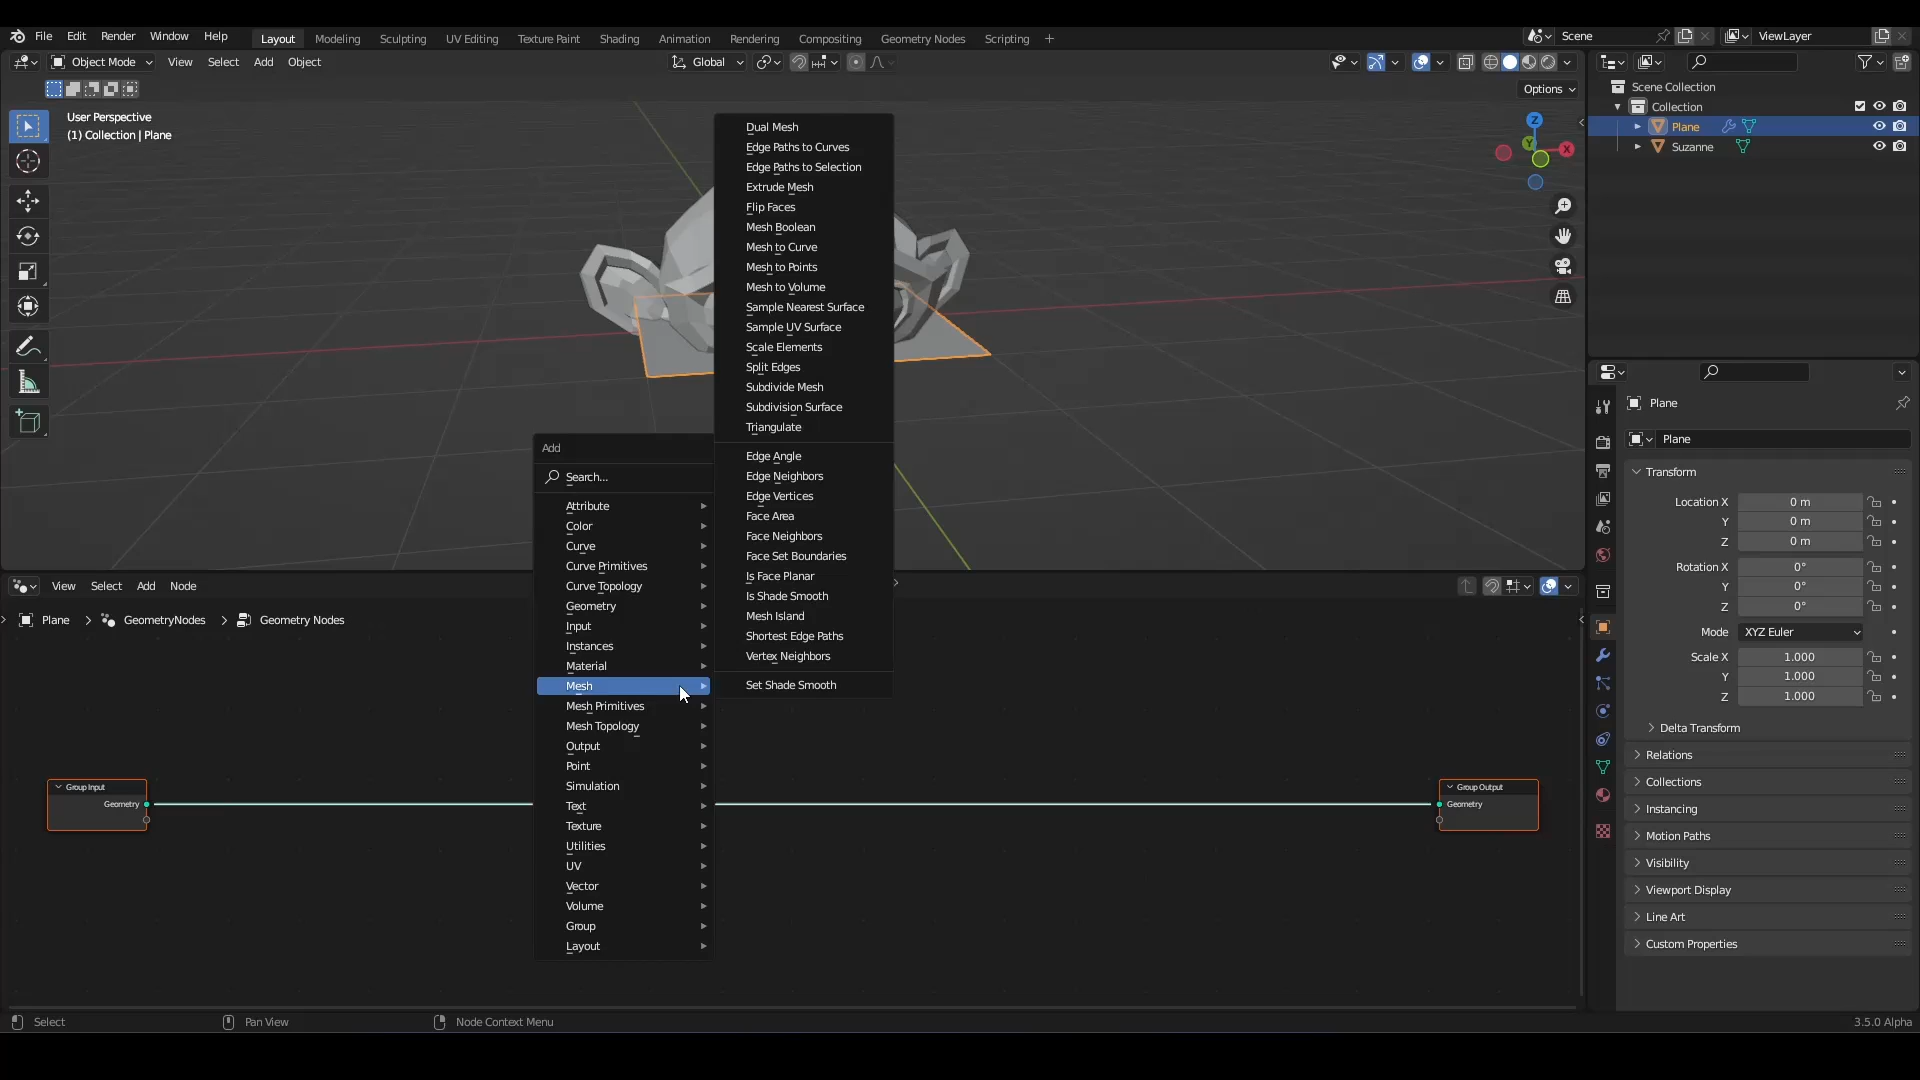 File Edit Render Window Help Layout Modeling Sculpting UV Editing Texture Paint Shading Animation Rendering Compositing Geometry Nodes Scripting + Scene ViewLayer
Object Mode View Select Add Object Global
Options
User Perspective
(1) Collection | Plane
Z
Y
X
Dual Mesh
Edge Paths to Curves
Edge Paths to Selection
Extrude Mesh
Flip Faces
Mesh Boolean
Mesh to Curve
Mesh to Points
Mesh to Volume
Sample Nearest Surface
Sample UV Surface
Scale Elements
Split Edges
Subdivide Mesh
Subdivision Surface
Triangulate
Edge Angle
Edge Neighbors
Edge Vertices
Face Area
Face Neighbors
Face Set Boundaries
Is Face Planar
Is Shade Smooth
Mesh Island
Shortest Edge Paths
Vertex Neighbors
Set Shade Smooth
Add
Search...
Attribute
Color
Curve
Curve Primitives
Curve Topology
Geometry
Input
Instances
Material
Mesh
Mesh Primitives
Mesh Topology
Output
Point
Simulation
Text
Texture
Utilities
UV
Vector
Volume
Group
Layout
View Select Add Node
Plane > GeometryNodes > Geometry Nodes
Group Input
Geometry
Group Output
Geometry
Scene Collection
Collection
Plane
Suzanne
Plane
Plane
Transform
Location X 0 m
Y 0 m
Z 0 m
Rotation X 0°
Y 0°
Z 0°
Mode XYZ Euler
Scale X 1.000
Y 1.000
Z 1.000
Delta Transform
Relations
Collections
Instancing
Motion Paths
Visibility
Viewport Display
Line Art
Custom Properties
Select Pan View Node Context Menu 3.5.0 Alpha